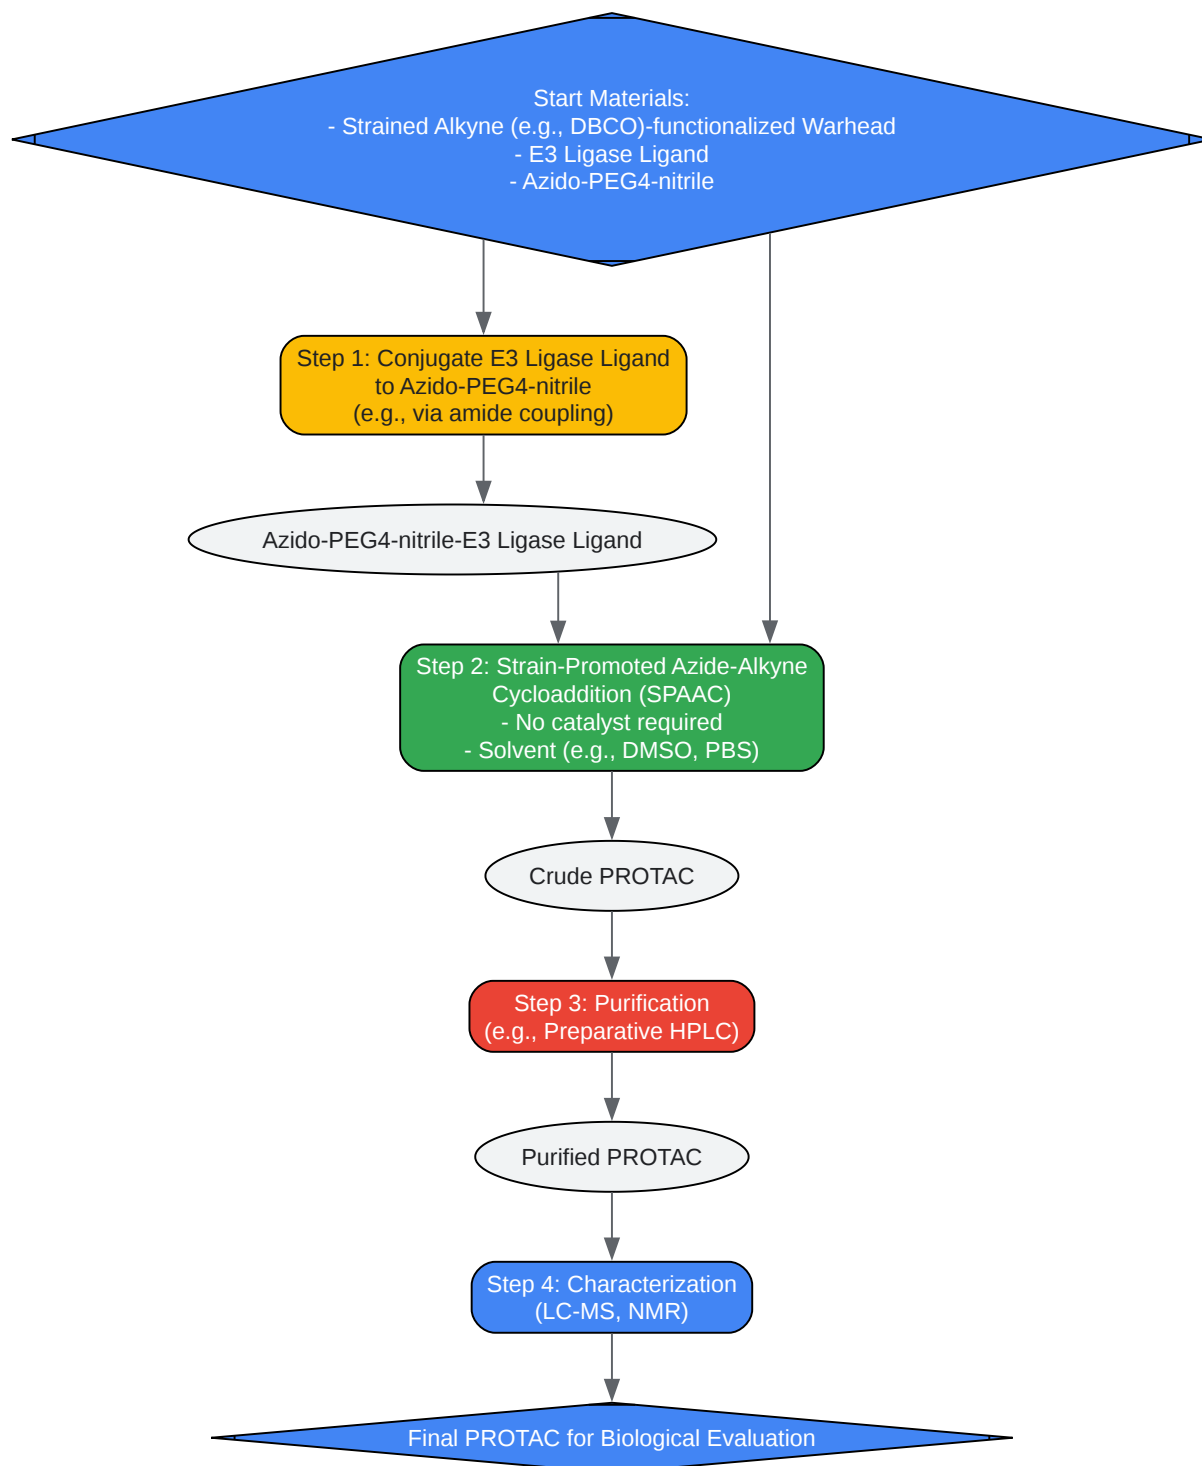 Start Materials:
- Strained Alkyne (e.g., DBCO)-functionalized Warhead
- E3 Ligase Ligand
- Azido-PEG4-nitrile
Step 1: Conjugate E3 Ligase Ligand
to Azido-PEG4-nitrile
(e.g., via amide coupling)
Azido-PEG4-nitrile-E3 Ligase Ligand
Step 2: Strain-Promoted Azide-Alkyne
Cycloaddition (SPAAC)
- No catalyst required
- Solvent (e.g., DMSO, PBS)
Crude PROTAC
Step 3: Purification
(e.g., Preparative HPLC)
Purified PROTAC
Step 4: Characterization
(LC-MS, NMR)
Final PROTAC for Biological Evaluation